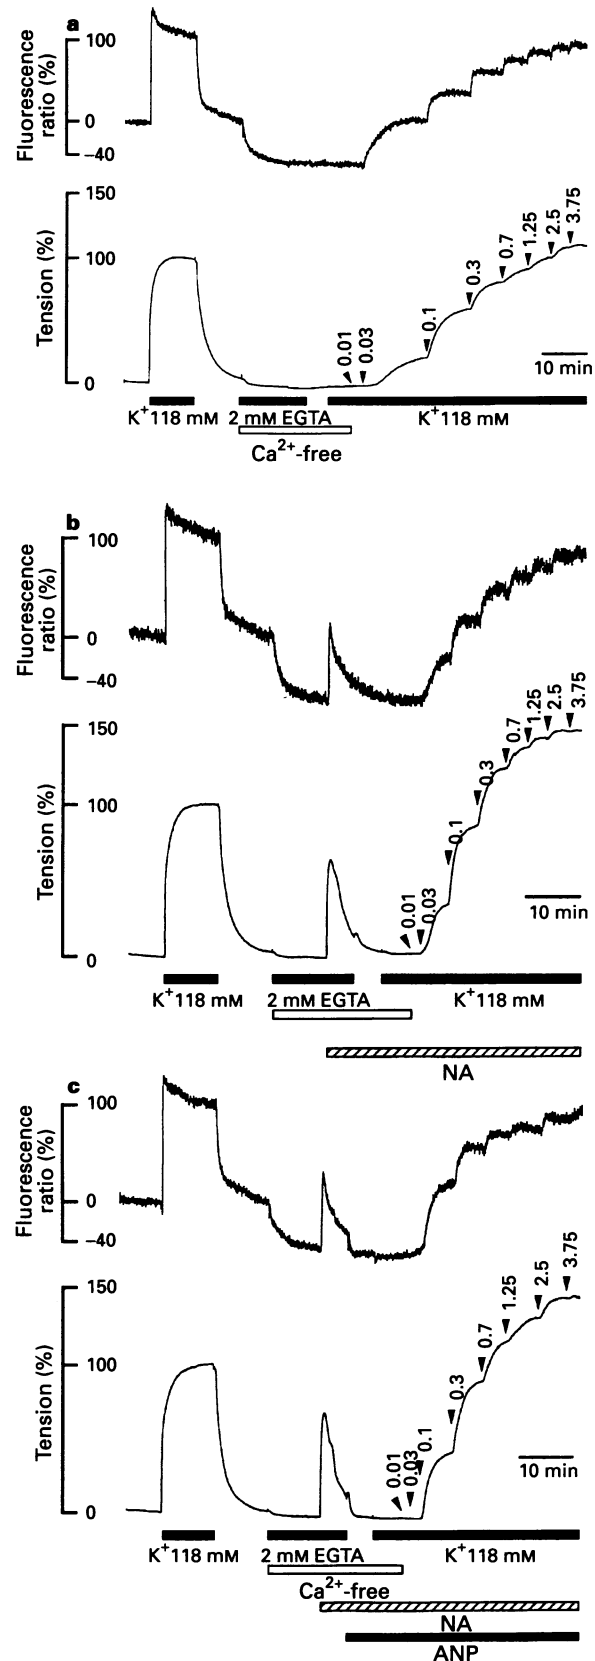 a
Fluorescence
ratio (%)
100
0
−40
Tension (%)
150
100
0
0.01
0.03
0.1
0.3
0.7
1.25
2.5
3.75
10 min
K+118 mM
2 mM EGTA
K+118 mM
Ca2+-free
b
Fluorescence
ratio (%)
100
0
−40
Tension (%)
150
100
0
0.01
0.03
0.1
0.3
0.7
1.25
2.5
3.75
10 min
K+118 mM
2 mM EGTA
K+118 mM
NA
c
Fluorescence
ratio (%)
100
0
−40
Tension (%)
150
100
0
0.01
0.03
0.1
0.3
0.7
1.25
2.5
3.75
10 min
K+118 mM
2 mM EGTA
K+118 mM
Ca2+-free
NA
ANP